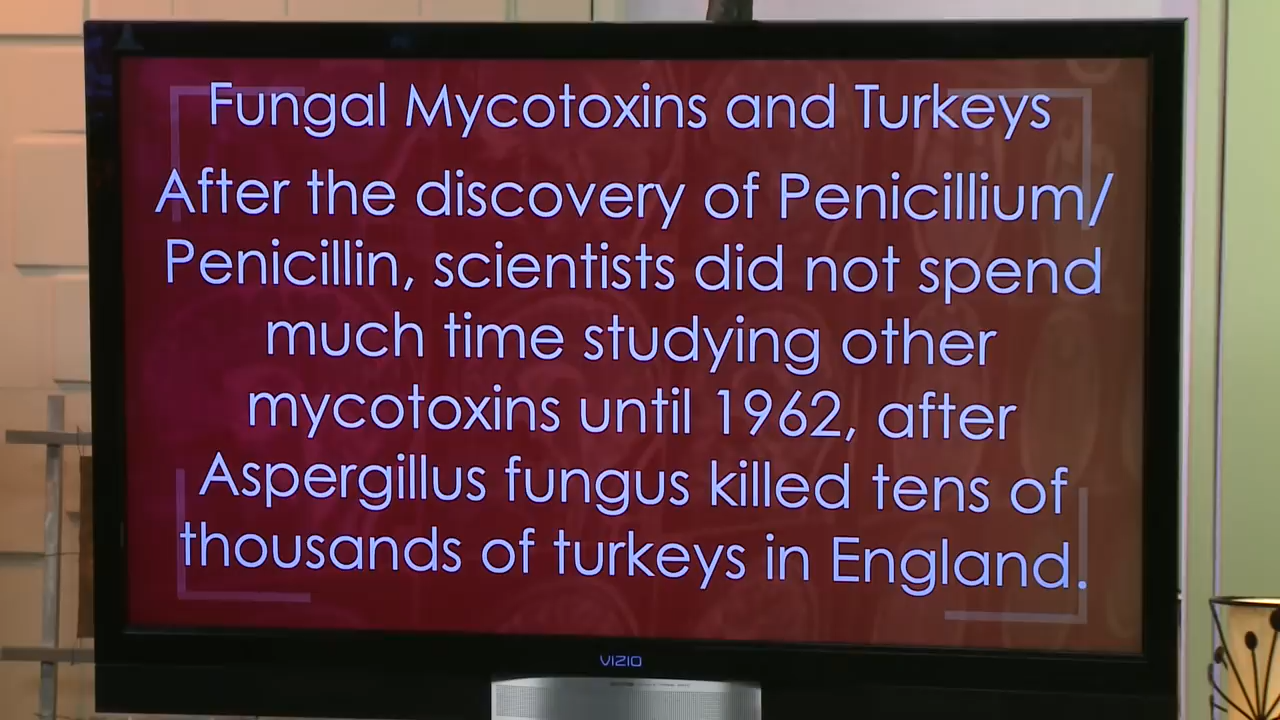 Fungal Mycotoxins and Turkeys
After the discovery of Penicillium/
Penicillin, scientists did not spend
much time studying other
mycotoxins until 1962, after
Aspergillus fungus killed tens of
thousands of turkeys in England.
VIZIO